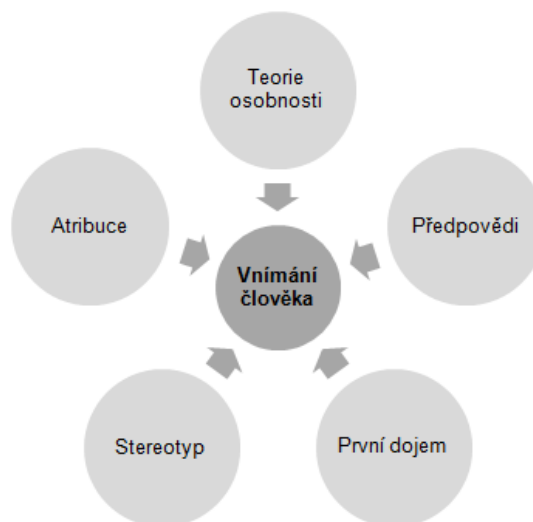 Teorie
osobnosti
Atribuce
Předpovědi
Vnímání
člověka
Stereotyp
První dojem